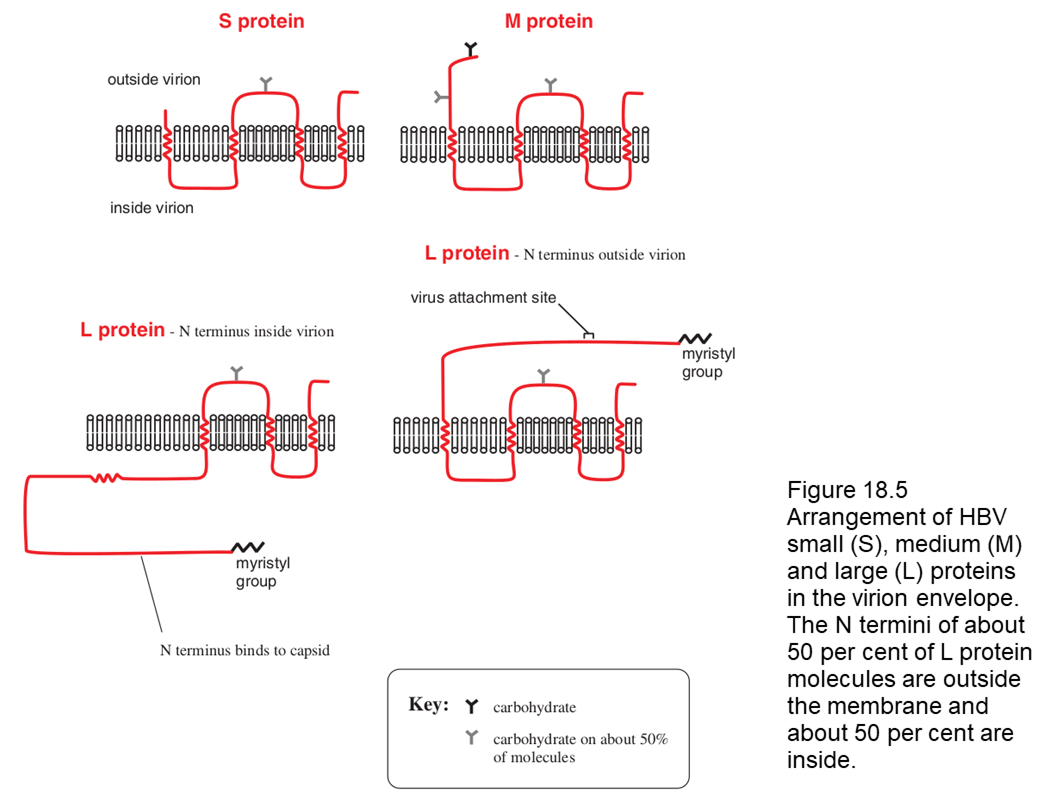 S protein
M protein
outside virion
inside virion
L protein - N terminus outside virion
virus attachment site
myristyl
group
L protein - N terminus inside virion
myristyl
group
N terminus binds to capsid
Key:
carbohydrate
carbohydrate on about 50%
of molecules
Figure 18.5
Arrangement of HBV
small (S), medium (M)
and large (L) proteins
in the virion envelope.
The N termini of about
50 per cent of L protein
molecules are outside
the membrane and
about 50 per cent are
inside.